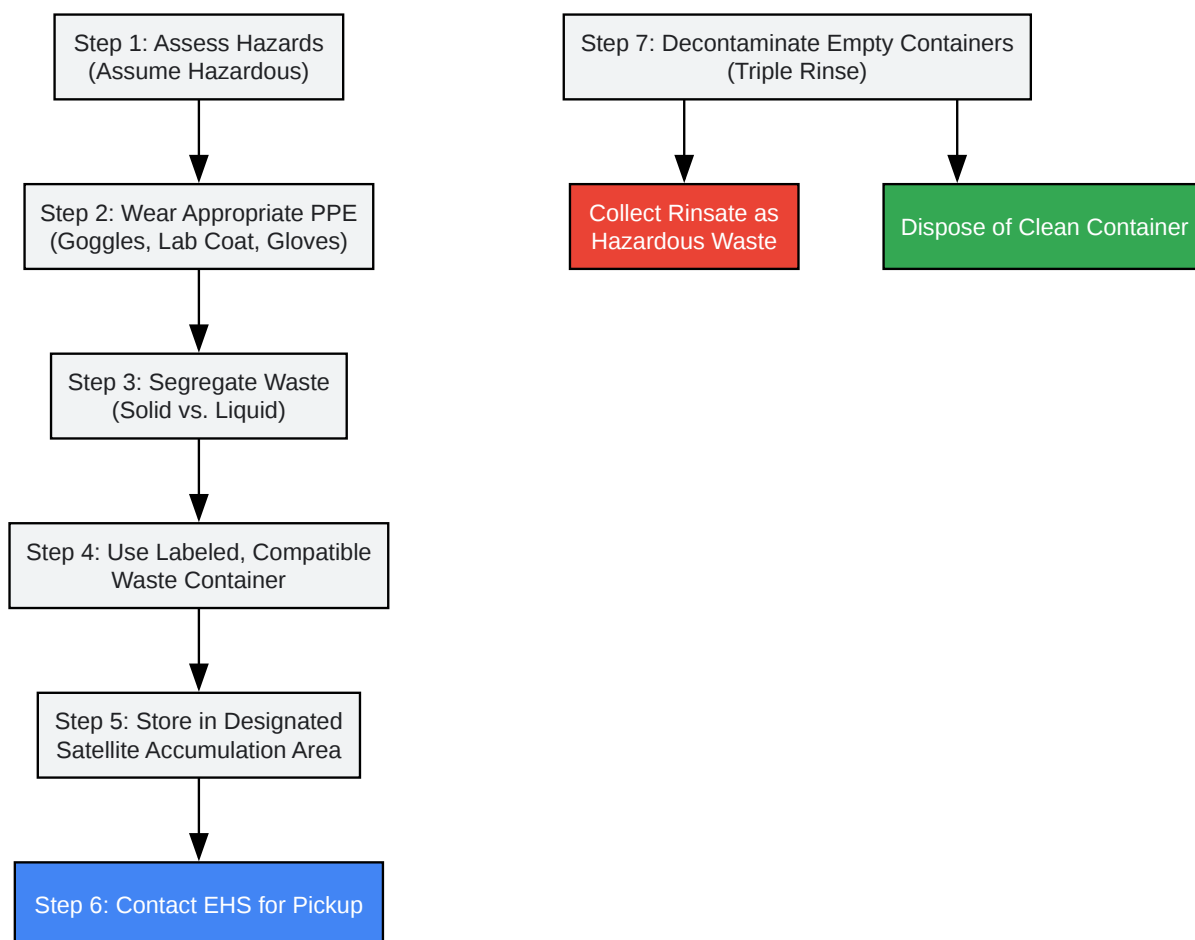 Step 1: Assess Hazards
(Assume Hazardous)
Step 2: Wear Appropriate PPE
(Goggles, Lab Coat, Gloves)
Step 3: Segregate Waste
(Solid vs. Liquid)
Step 4: Use Labeled, Compatible
Waste Container
Step 5: Store in Designated
Satellite Accumulation Area
Step 6: Contact EHS for Pickup
Step 7: Decontaminate Empty Containers
(Triple Rinse)
Collect Rinsate as
Hazardous Waste
Dispose of Clean Container